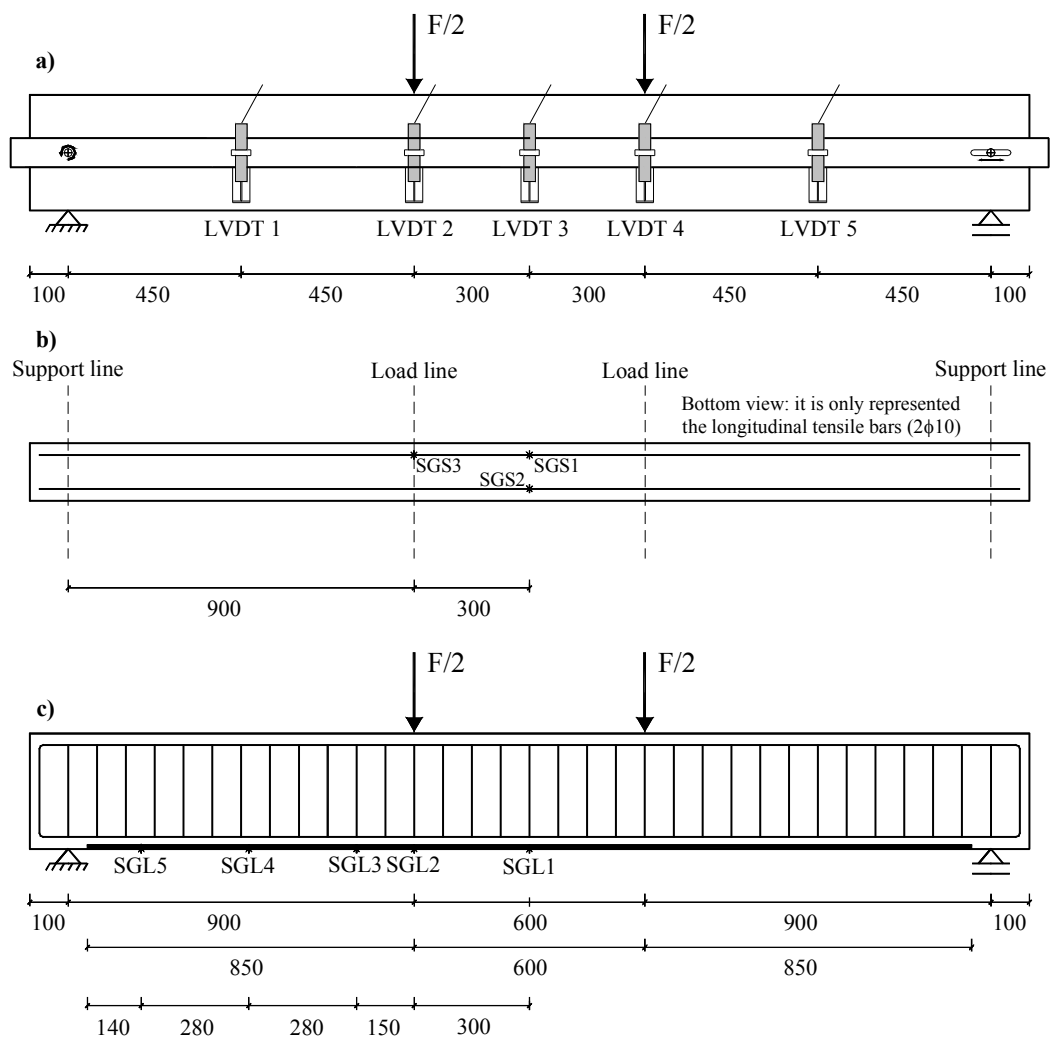 F/2 F/2
a)
LVDT 1 LVDT 2 LVDT 3 LVDT 4 LVDT 5
100 450 450 300 300 450 450 100
b)
Support line Load line Load line Support line
Bottom view: it is only represented
the longitudinal tensile bars (2ϕ10)
SGS3 SGS1
SGS2
900 300
F/2 F/2
c)
SGL5 SGL4 SGL3 SGL2 SGL1
100 900 600 900 100
850 600 850
140 280 280 150 300